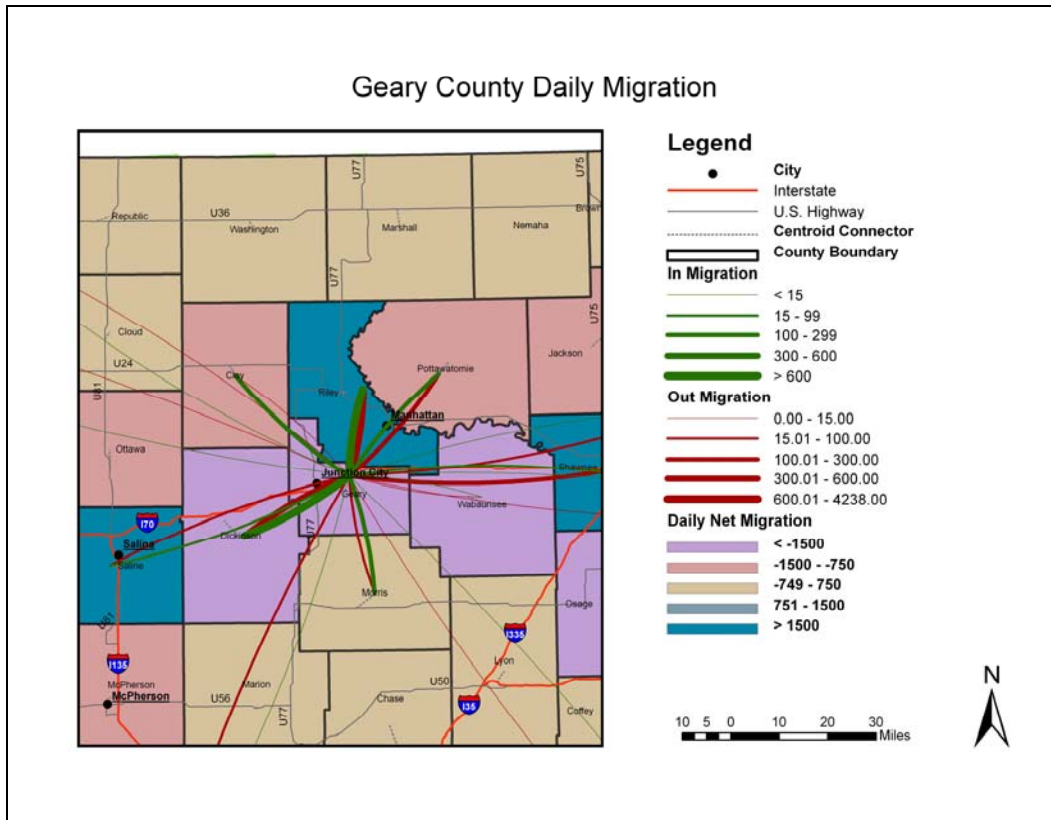 Geary County Daily Migration
U77
U75
Republic
U36
Brown
Washington
Marshall
Nemaha
U77
U75
Cloud
U24
Jackson
Clay
Pottawatomie
U81
Riley
Manhattan
Ottawa
Junction City
Shawnee
Geary
Wabaunsee
I70
Dickinson
U77
Salina
Saline
Morris
Osage
U81
I335
I135
Lyon
McPherson
Marion
U50
McPherson
U56
Chase
I35
U77
Coffey
Legend
City
Interstate
U.S. Highway
Centroid Connector
County Boundary
In Migration
< 15
15 - 99
100 - 299
300 - 600
> 600
Out Migration
0.00 - 15.00
15.01 - 100.00
100.01 - 300.00
300.01 - 600.00
600.01 - 4238.00
Daily Net Migration
< -1500
-1500 - -750
-749 - 750
751 - 1500
> 1500
N
10 5 0 10 20 30
Miles